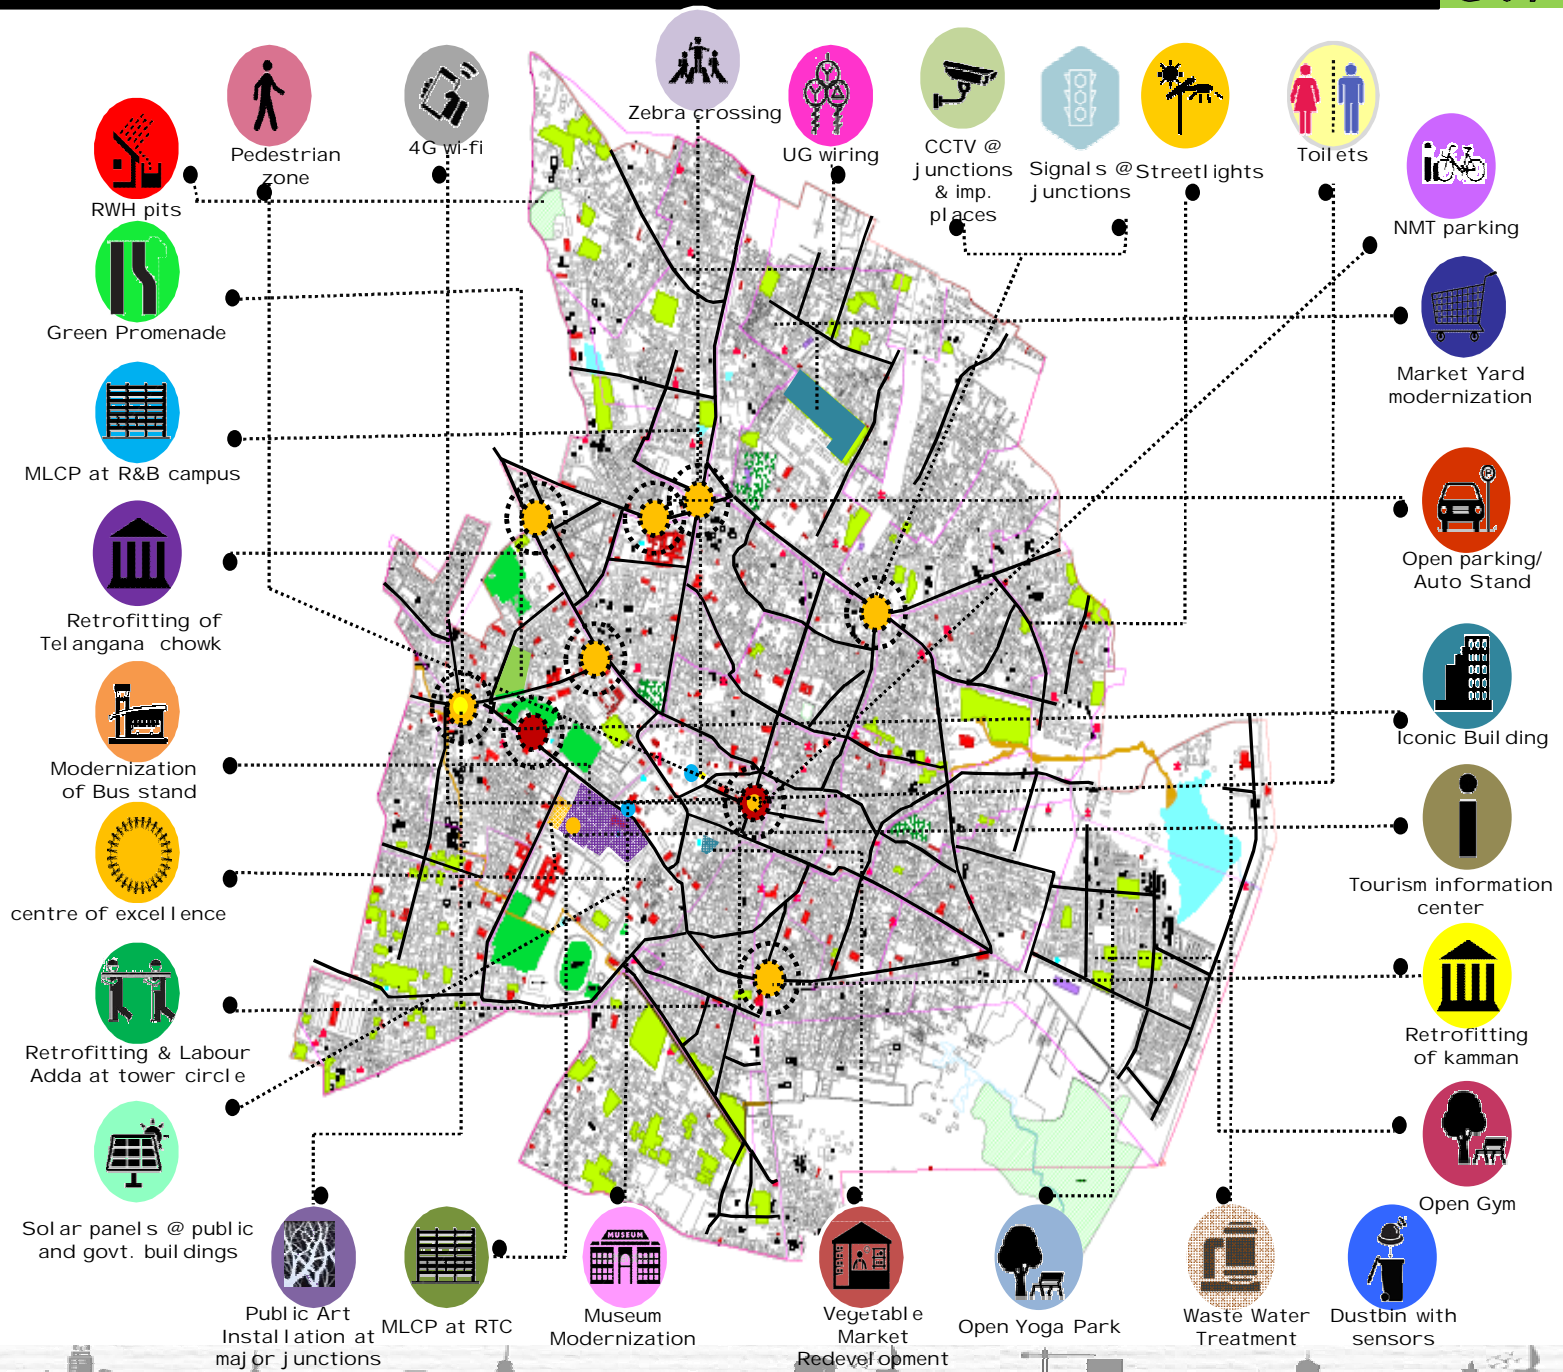 Zebra crossing
Pedestrian
zone
4G wi-fi
UG wiring
CCTV @
junctions
& imp.
places
Signals @
junctions
Streetlights
Toilets
RWH pits
NMT parking
Green Promenade
Market Yard
modernization
MLCP at R&B campus
Open parking/
Auto Stand
Retrofitting of
Telangana chowk
Iconic Building
Modernization
of Bus stand
Tourism information
center
centre of excellence
Retrofitting
of kamman
Retrofitting & Labour
Adda at tower circle
Open Gym
Solar panels @ public
and govt. buildings
MUSEUM
Public Art
Installation at
major junctions
MLCP at RTC
Museum
Modernization
Vegetable
Market
Redevelopment
Open Yoga Park
Waste Water
Treatment
Dustbin with
sensors